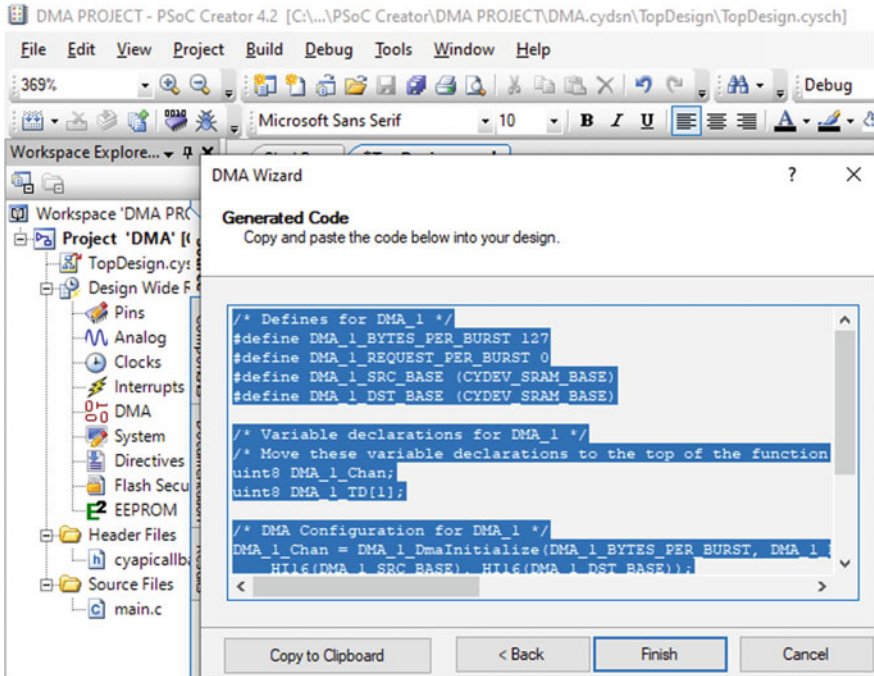 DMA PROJECT - PSoC Creator 4.2 [C:\...\PSoC Creator\DMA PROJECT\DMA.cydsn\TopDesign\TopDesign.cysch]
File Edit View Project Build Debug Tools Window Help
369% Debug
Microsoft Sans Serif 10 B I U A
Workspace Explore...
DMA Wizard ? X
Generated Code
Copy and paste the code below into your design.
Workspace 'DMA
Project 'DMA'
TopDesign.cys
Design Wide
Pins
Analog
Clocks
Interrupts
DMA
System
Directives
Flash Secu
EEPROM
Header Files
cyapicallba
Source Files
main.c
/* Defines for DMA_1 */
#define DMA_1_BYTES_PER_BURST 127
#define DMA_1_REQUEST_PER_BURST 0
#define DMA_1_SRC_BASE (CYDEV_SRAM_BASE)
#define DMA_1_DST_BASE (CYDEV_SRAM_BASE)
/* Variable declarations for DMA_1 */
/* Move these variable declarations to the top of the function
uint8 DMA_1_Chan;
uint8 DMA_1_TD[1];
/* DMA Configuration for DMA_1 */
DMA_1_Chan = DMA_1_DmaInitialize(DMA_1_BYTES_PER_BURST, DMA_1_
HI16(DMA_1_SRC_BASE), HI16(DMA_1_DST_BASE));
Copy to Clipboard < Back Finish Cancel